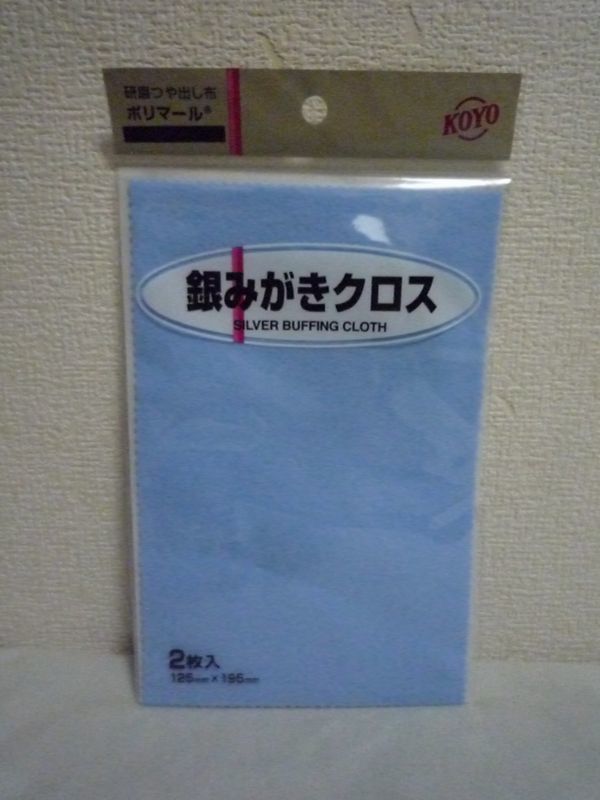 研磨つや出し布
ポリマール®
KOYO
銀みがきクロス
SILVER BUFFING CLOTH
2枚入
125mm×195mm